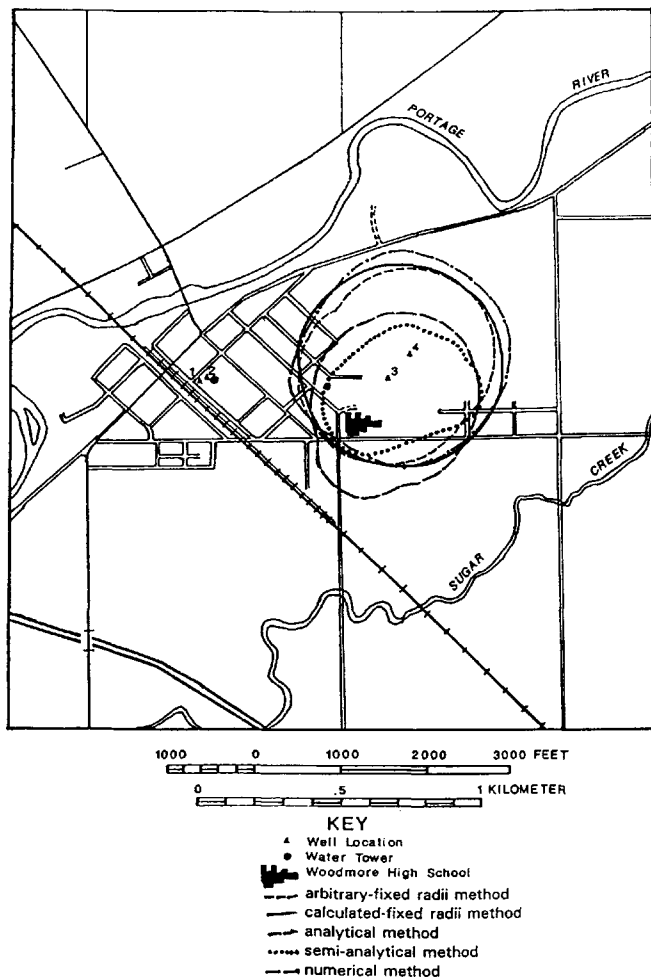 RIVER
PORTAGE
1 2
4
3
CREEK
SUGAR
1000 0 1000 2000 3000 FEET
0 .5 1 KILOMETER
KEY
Well Location
Water Tower
Woodmore High School
arbitrary-fixed radii method
calculated-fixed radii method
analytical method
semi-analytical method
numerical method